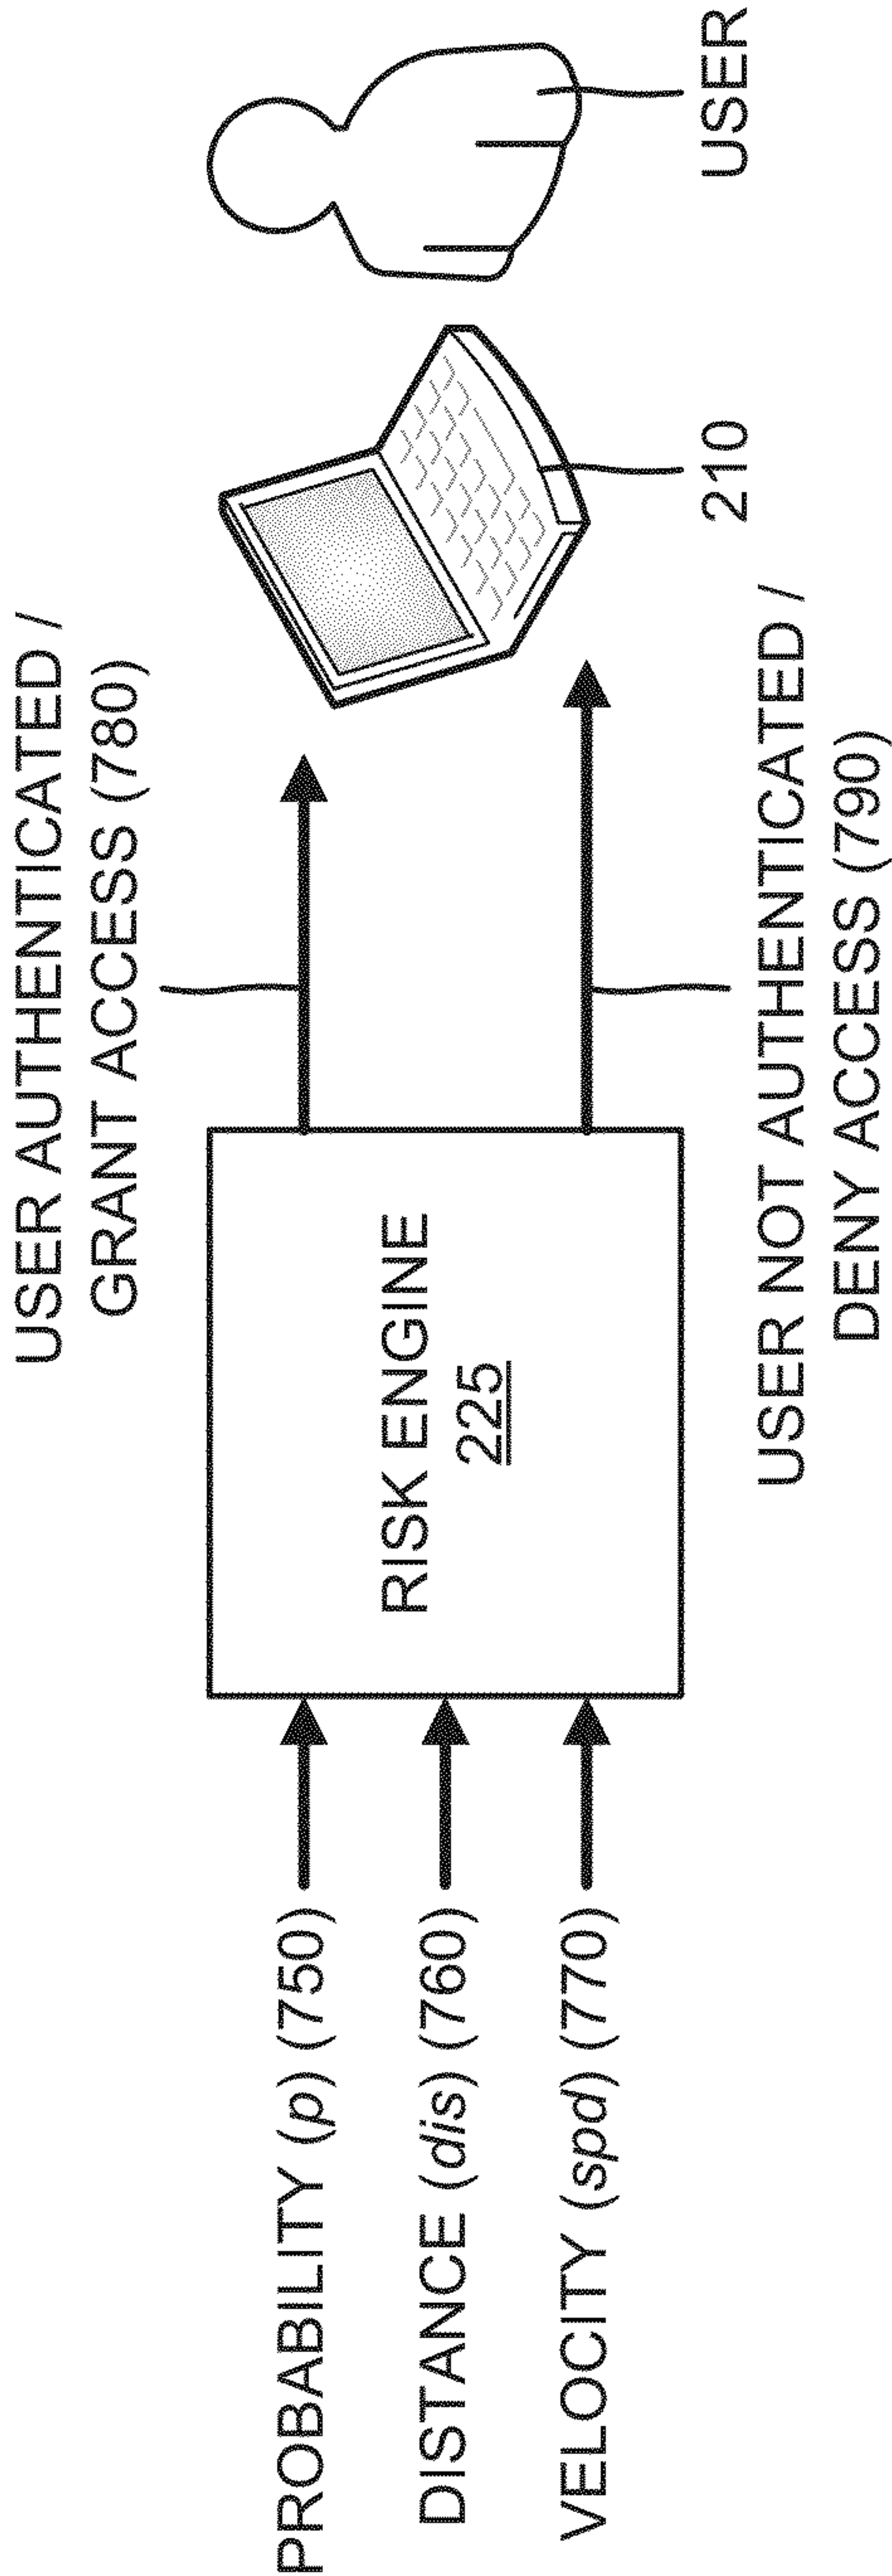 USER AUTHENTICATED /
GRANT ACCESS (780)
PROBABILITY (p) (750)
DISTANCE (dis) (760)
VELOCITY (spd) (770)
RISK ENGINE
225
210
USER
USER NOT AUTHENTICATED /
DENY ACCESS (790)